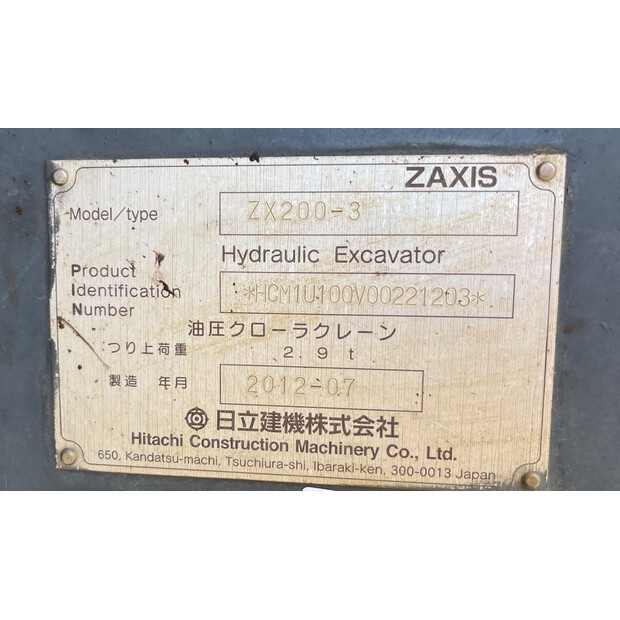 ZAXIS
Model/type ZX200-3
Hydraulic Excavator
Product
Identification *HCM1U100V00221203*
Number
油圧クローラクレーン
つり上荷重 2.9t
製造 年月 2012-07
日立建機株式会社
Hitachi Construction Machinery Co., Ltd.
650, Kandatsu-machi, Tsuchiura-shi, Ibaraki-ken, 300-0013 Japan